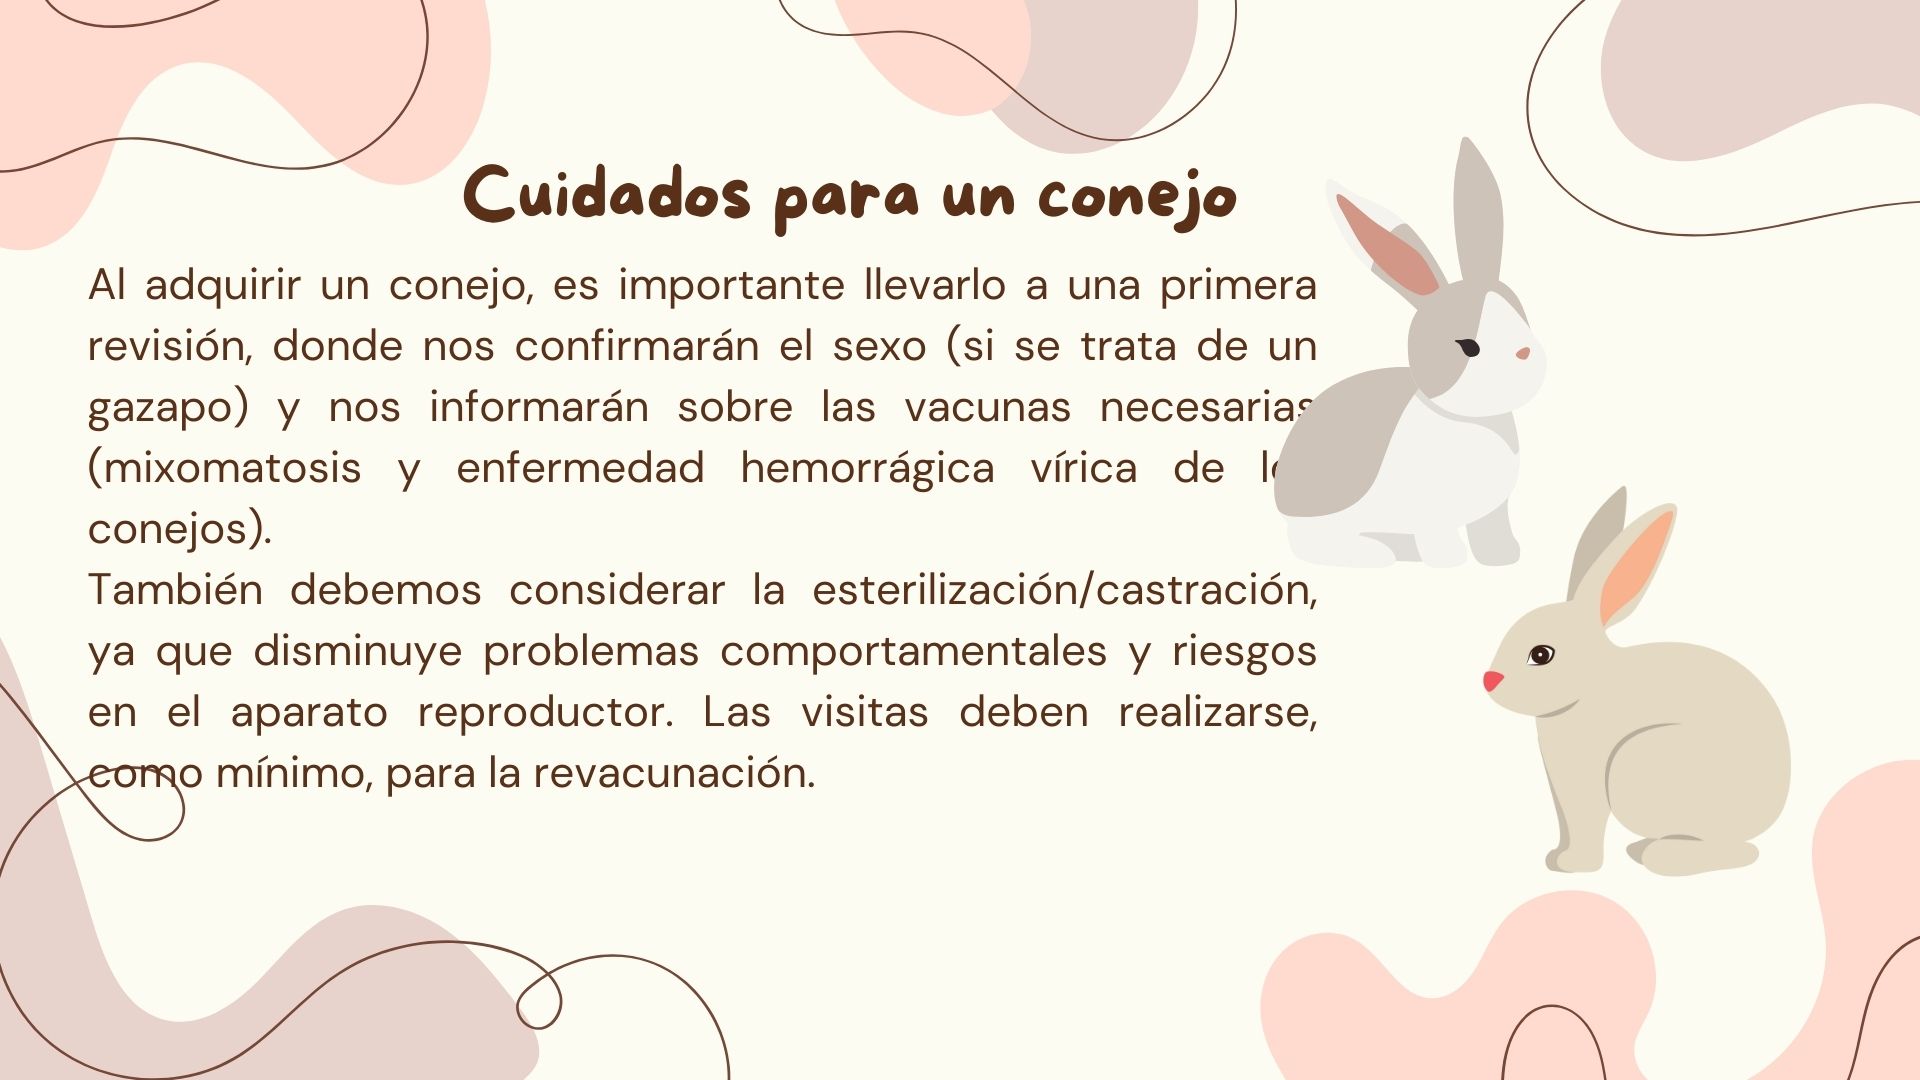 Cuidados para un conejo
Al adquirir un conejo, es importante llevarlo a una primera
revisión, donde nos confirmarán el sexo (si se trata de un
gazapo) y nos informarán sobre las vacunas necesarias
(mixomatosis y enfermedad hemorrágica vírica de
conejos).
También debemos considerar la esterilización/castración,
ya que disminuye problemas comportamentales y riesgos
en el aparato reproductor. Las visitas deben realizarse,
como mínimo, para la revacunación.